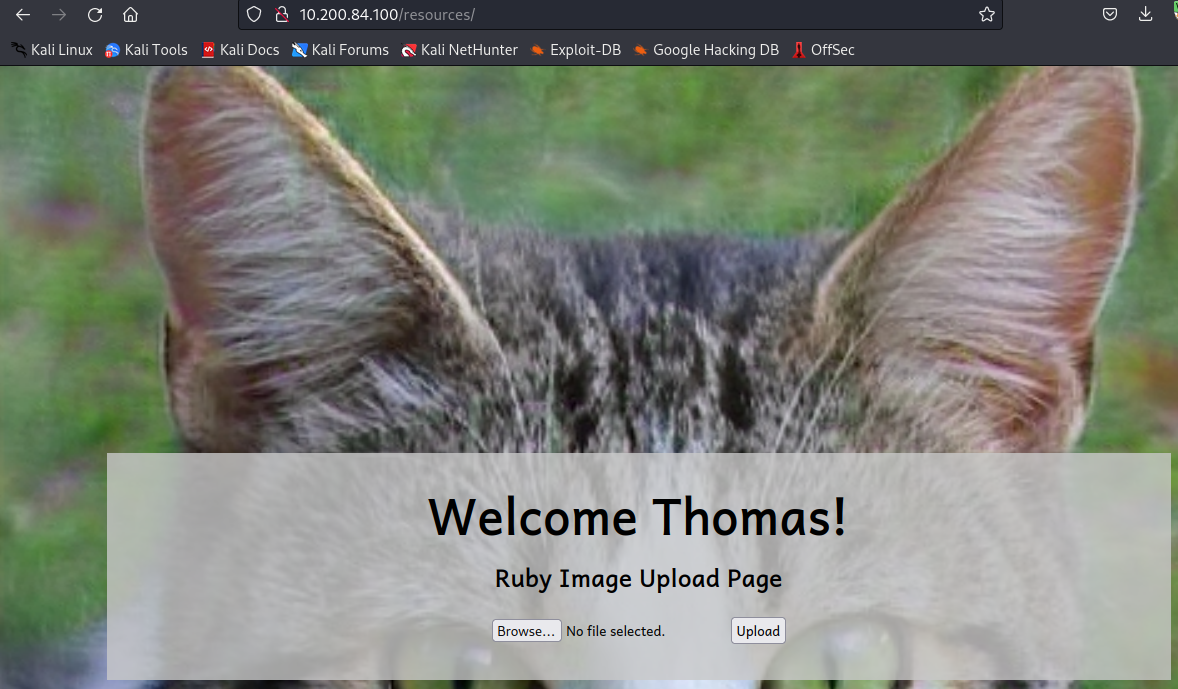 10.200.84.100/resources/
Kali Linux Kali Tools Kali Docs Kali Forums Kali NetHunter Exploit-DB Google Hacking DB OffSec
Welcome Thomas!
Ruby Image Upload Page
Browse... No file selected. Upload